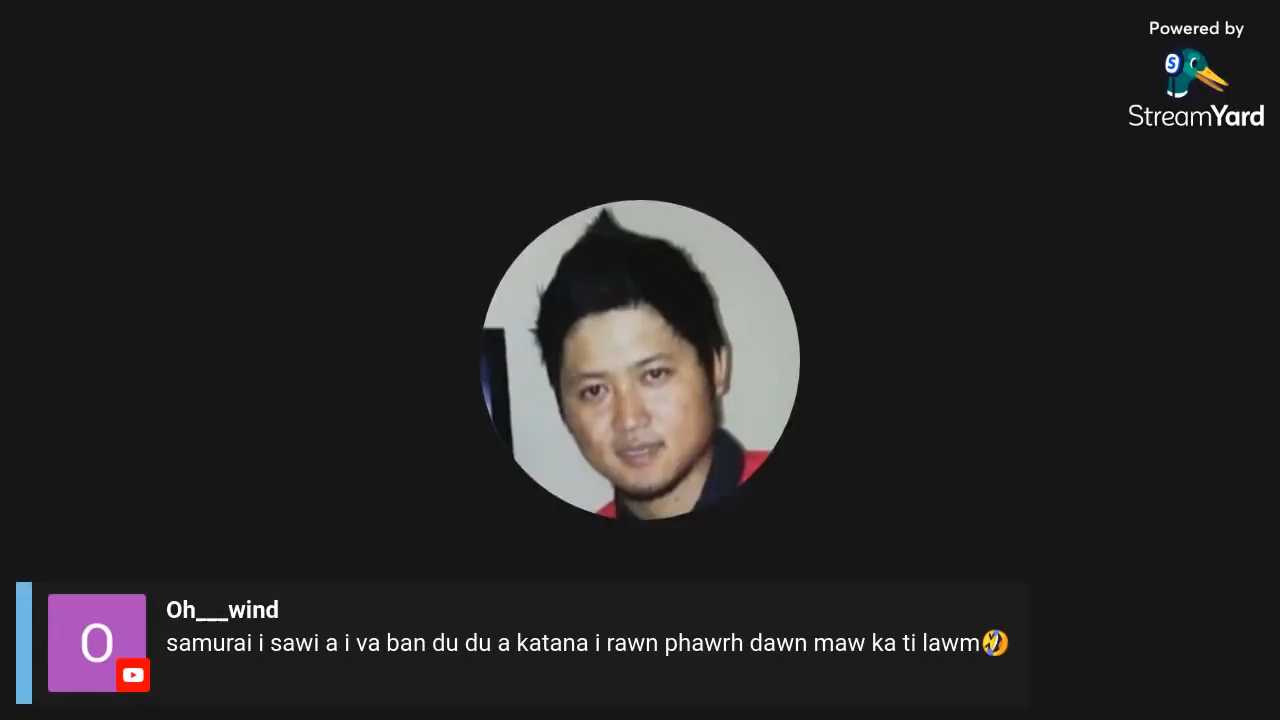 Powered by
StreamYard
Oh___wind
samurai i sawi a i va ban du du a katana i rawn phawrh dawn maw ka ti lawm🤣